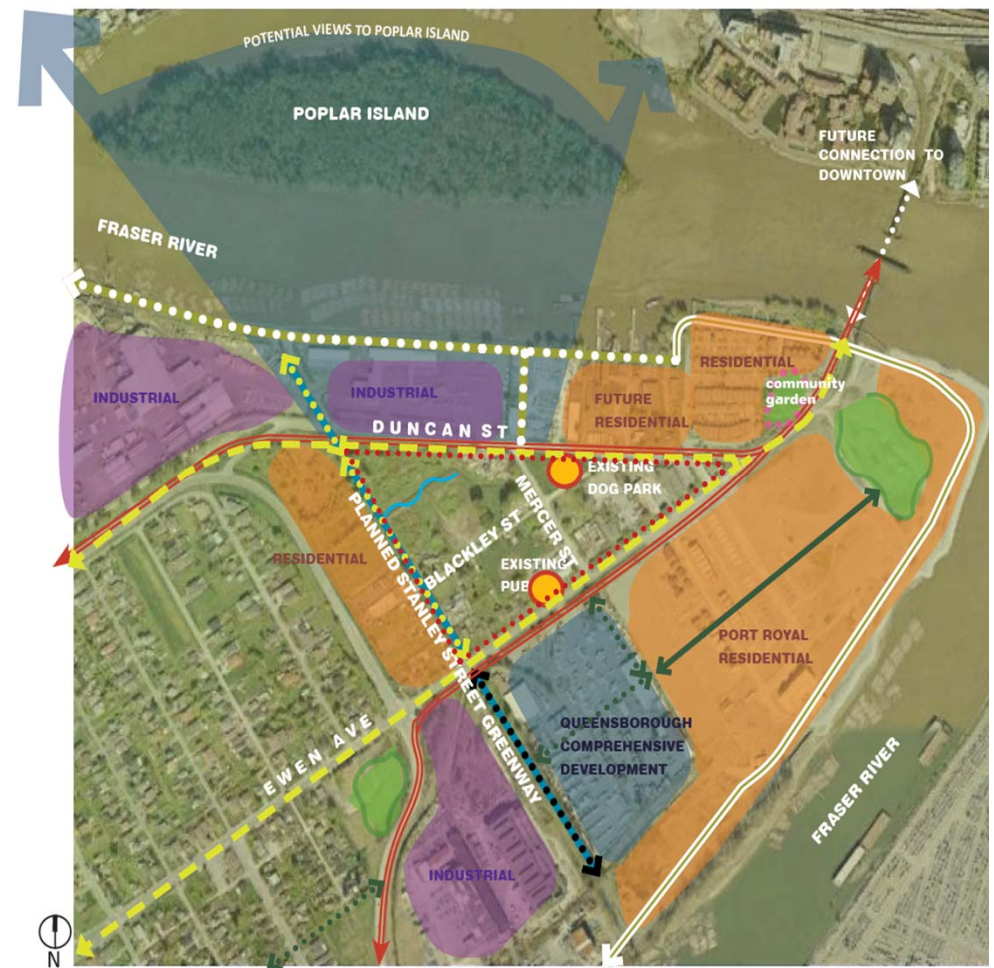 POTENTIAL VIEWS TO POPLAR ISLAND
POPLAR ISLAND
FUTURE
CONNECTION TO
DOWNTOWN
FRASER RIVER
RESIDENTIAL
community
garden
INDUSTRIAL
INDUSTRIAL
FUTURE
RESIDENTIAL
DUNCAN ST
EXISTING
DOG PARK
MERCER ST
BLACKLEY ST
PLANNED STANLEY STREET GREENWAY
RESIDENTIAL
EXISTING
PUB
PORT ROYAL
RESIDENTIAL
QUEENSBOROUGH
COMPREHENSIVE
DEVELOPMENT
EWEN AVE
FRASER RIVER
INDUSTRIAL
N